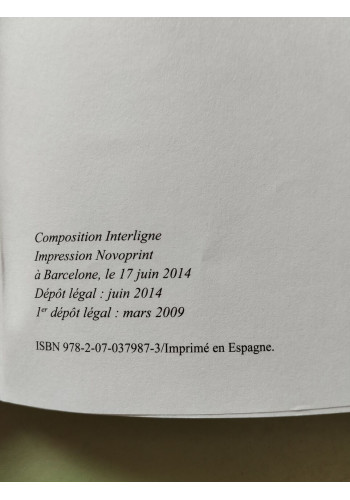 Composition Interligne
Impression Novoprint
à Barcelone, le 17 juin 2014
Dépôt légal : juin 2014
1er dépôt légal : mars 2009
ISBN 978-2-07-037987-3/Imprimé en Espagne.